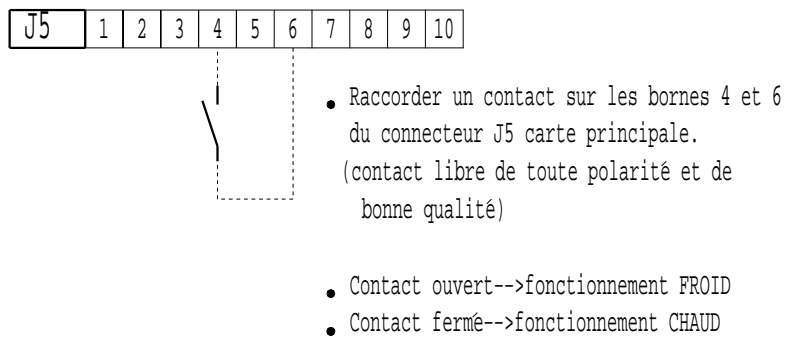 J5 1 2 3 4 5 6 7 8 9 10
• Raccorder un contact sur les bornes 4 et 6
du connecteur J5 carte principale.
(contact libre de toute polarité et de
bonne qualité)
• Contact ouvert-->fonctionnement FROID
• Contact fermé-->fonctionnement CHAUD